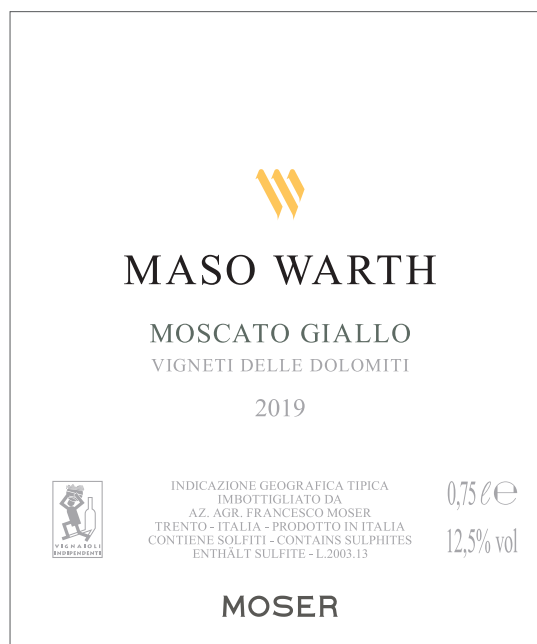 MASO WARTH
MOSCATO GIALLO
VIGNETI DELLE DOLOMITI
2019
INDICAZIONE GEOGRAFICA TIPICA
IMBOTTIGLIATO DA
AZ. AGR. FRANCESCO MOSER
TRENTO - ITALIA - PRODOTTO IN ITALIA
CONTIENE SOLFITI - CONTAINS SULPHITES
ENTHÄLT SULFITE - L.2003.13
0,75 ℓ ℮
12,5% vol
VIGNAIOLI
INDIPENDENTI
MOSER